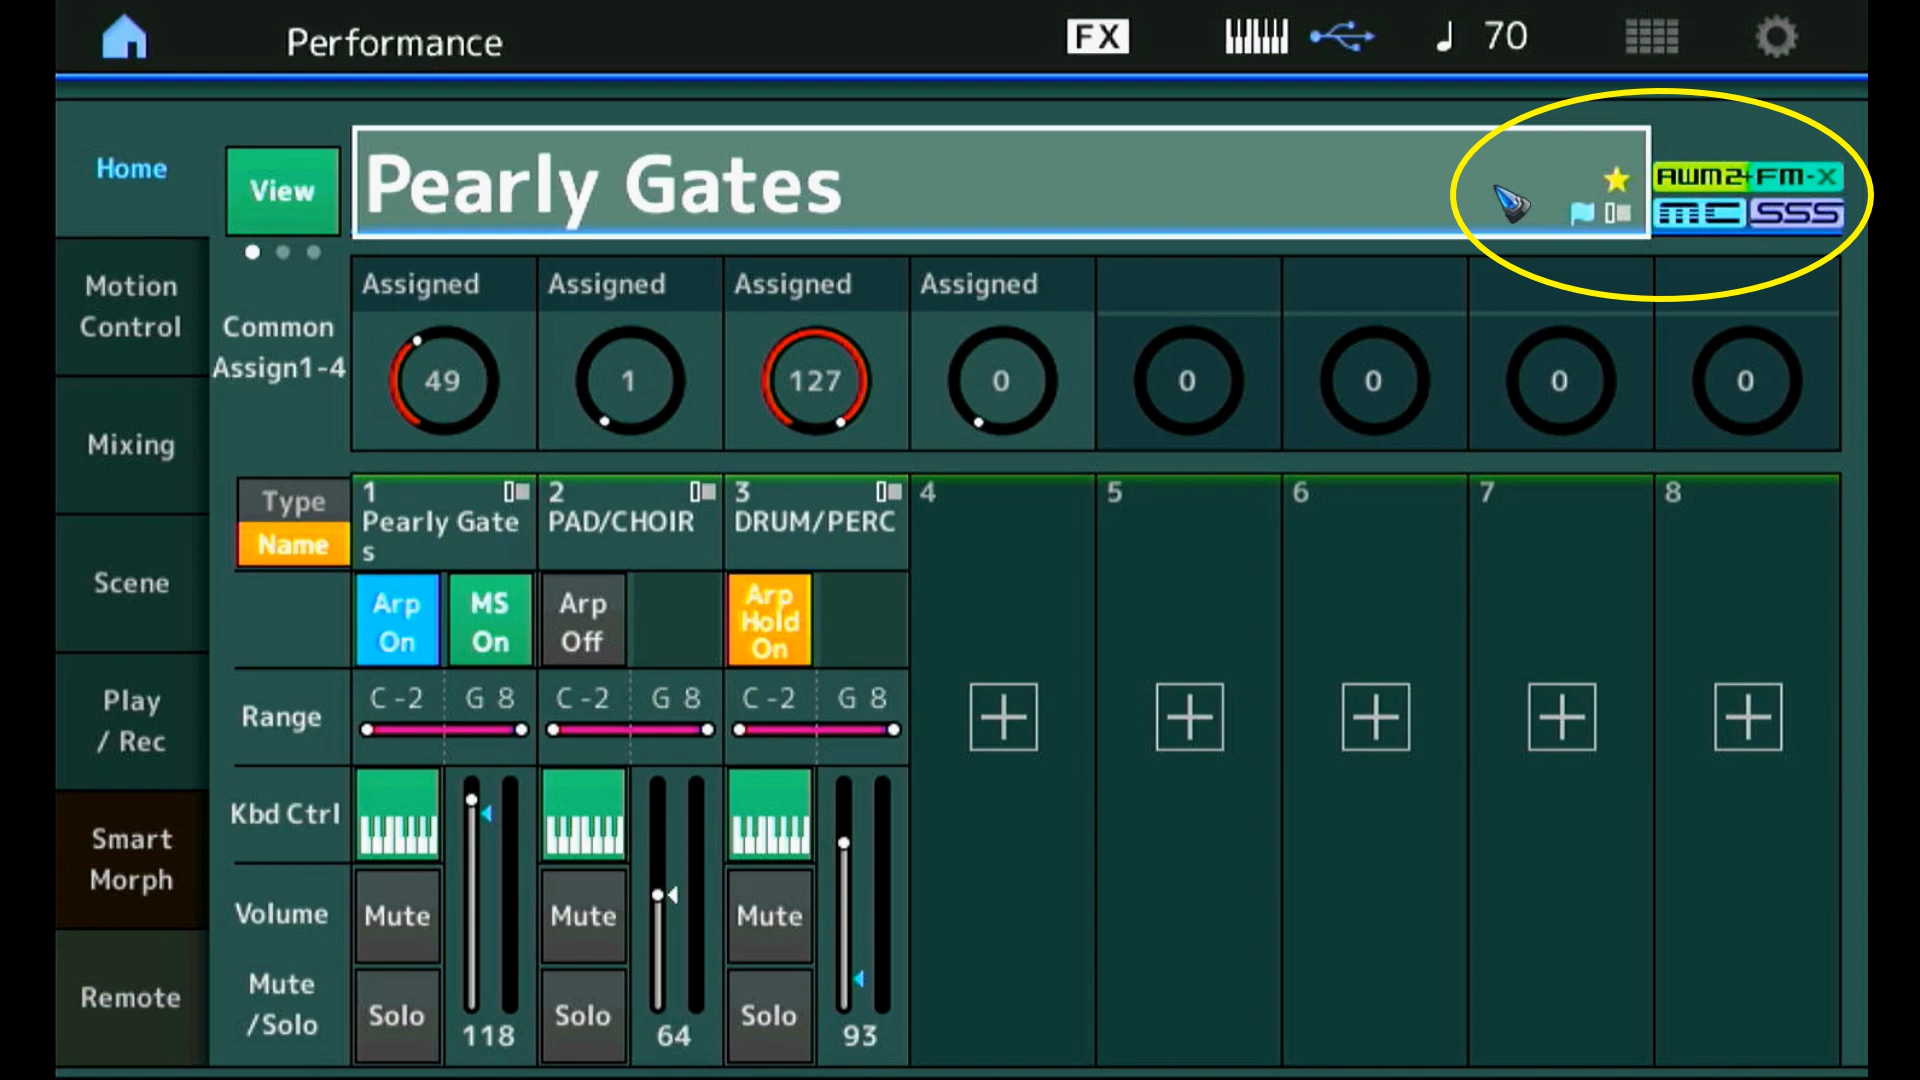 Performance
FX
70
Home
View
Pearly Gates
AWM2+FM-X
MC SSS
Motion
Control
Common
Assign1-4
Assigned
Assigned
Assigned
Assigned
49
1
127
0
0
0
0
0
Mixing
Type
Name
1
Pearly Gate
s
2
PAD/CHOIR
3
DRUM/PERC
4
5
6
7
8
Scene
Arp
On
MS
On
Arp
Off
Arp
Hold
On
Play
/ Rec
Range
C -2
G 8
C -2
G 8
C -2
G 8
Smart
Morph
Kbd Ctrl
Volume
Mute
Mute
Mute
Remote
Mute
/Solo
Solo
118
Solo
64
Solo
93